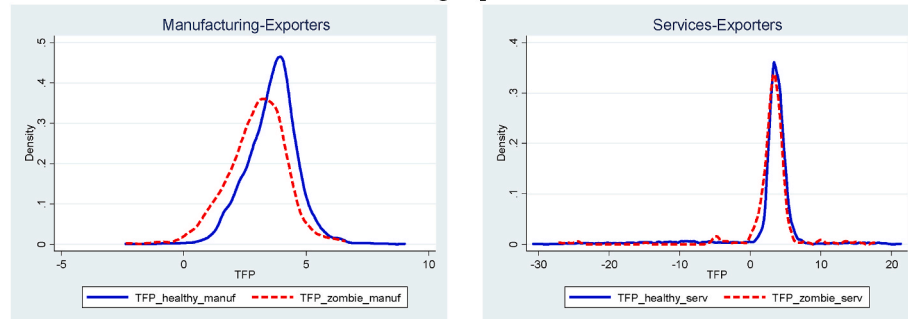 Manufacturing-Exporters
.5
.4
.3
.2
.1
0
Density
-5
0
5
10
TFP
TFP_healthy_manuf
TFP_zombie_manuf
Services-Exporters
.4
.3
.2
.1
0
Density
-30
-20
-10
0
10
20
TFP
TFP_healthy_serv
TFP_zombie_serv